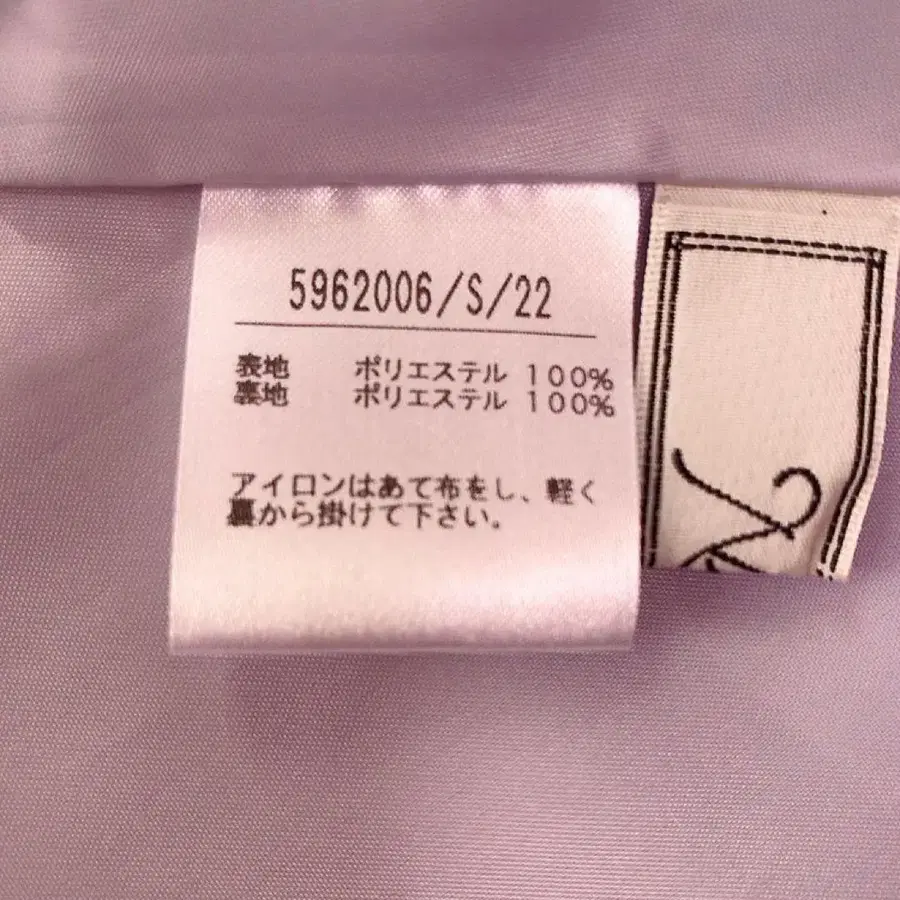 5962006/S/22
表地 ポリエステル 100%
裏地 ポリエステル 100%
アイロンはあて布をし、軽く
裏から掛けて下さい。